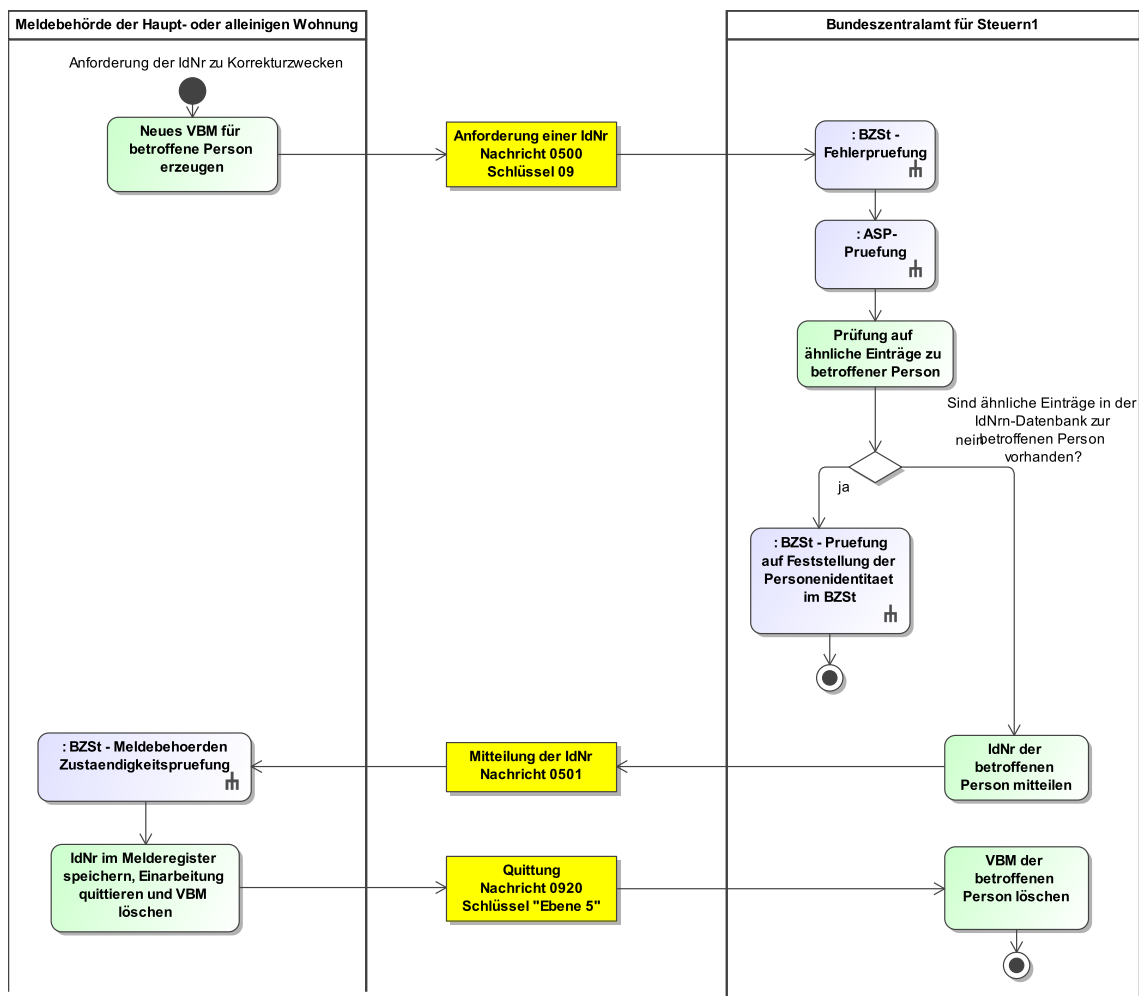 Meldebehörde der Haupt- oder alleinigen Wohnung
Bundeszentralamt für Steuern1
Anforderung der IdNr zu Korrekturzwecken
Neues VBM für
betroffene Person
erzeugen
Anforderung einer IdNr
Nachricht 0500
Schlüssel 09
: BZSt -
Fehlerpruefung
: ASP-
Pruefung
Prüfung auf
ähnliche Einträge zu
betroffener Person
Sind ähnliche Einträge in der
IdNrn-Datenbank zur
betroffenen Person
vorhanden?
nein
ja
: BZSt - Pruefung
auf Feststellung der
Personenidentitaet
im BZSt
: BZSt - Meldebehoerden
Zustaendigkeitspruefung
Mitteilung der IdNr
Nachricht 0501
IdNr der
betroffenen
Person mitteilen
IdNr im Melderegister
speichern, Einarbeitung
quittieren und VBM
löschen
Quittung
Nachricht 0920
Schlüssel "Ebene 5"
VBM der
betroffenen
Person löschen